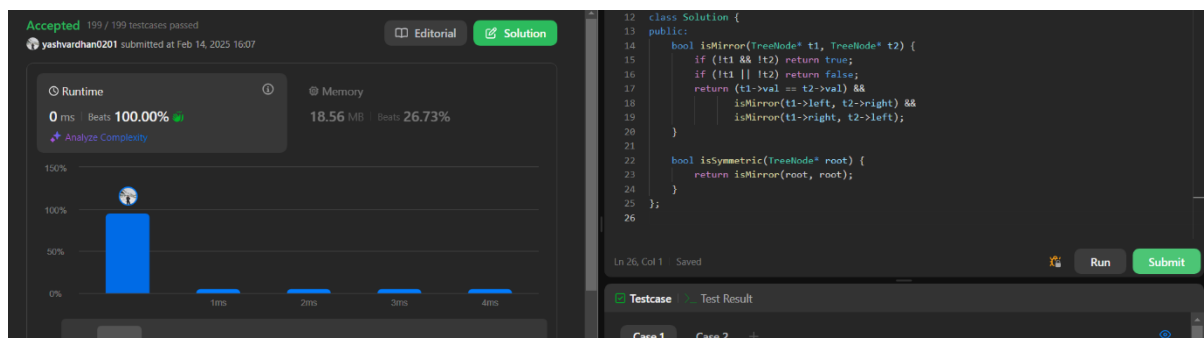 Accepted 199 / 199 testcases passed
yashvardhan0201 submitted at Feb 14, 2025 16:07
Editorial
Solution
Runtime
0 ms | Beats 100.00%
Analyze Complexity
Memory
18.56 MB | Beats 26.73%
150%
100%
50%
0%
1ms 2ms 3ms 4ms
12 class Solution {
13 public:
14     bool isMirror(TreeNode* t1, TreeNode* t2) {
15         if (!t1 && !t2) return true;
16         if (!t1 || !t2) return false;
17         return (t1->val == t2->val) &&
18                isMirror(t1->left, t2->right) &&
19                isMirror(t1->right, t2->left);
20     }
21
22     bool isSymmetric(TreeNode* root) {
23         return isMirror(root, root);
24     }
25 };
26
Ln 26, Col 1 | Saved
Run
Submit
Testcase | >_ Test Result
Case 1 Case 2 +